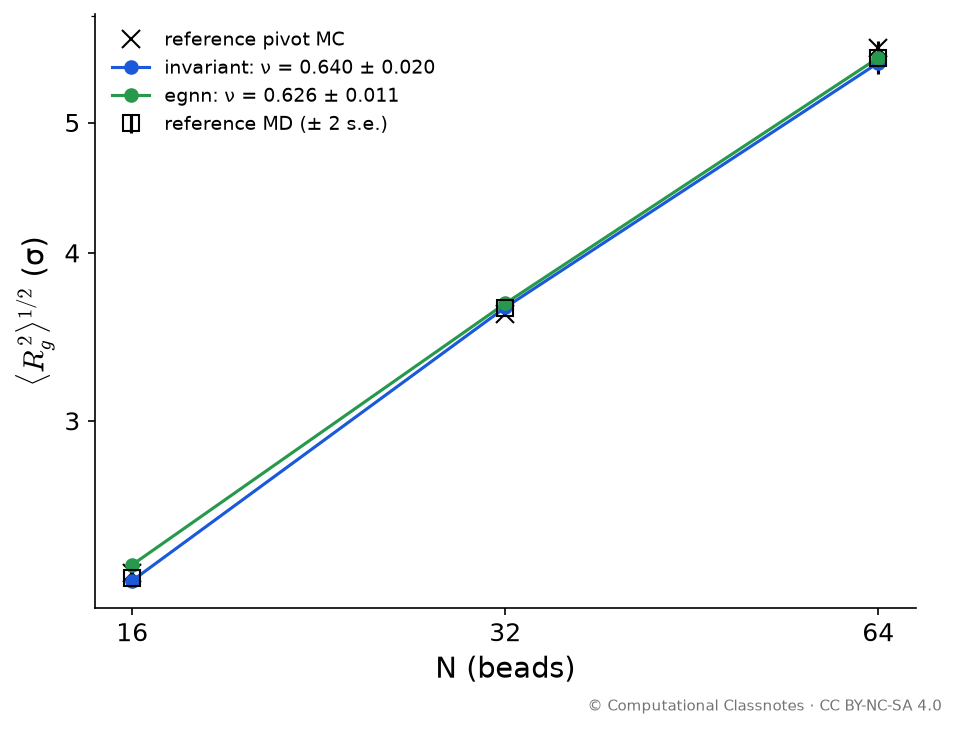 reference pivot MC
invariant: ν = 0.640 ± 0.020
egnn: ν = 0.626 ± 0.011
reference MD (± 2 s.e.)
5
4
3
⟨R_g^2⟩^{1/2} (σ)
16 32 64
N (beads)
© Computational Classnotes · CC BY-NC-SA 4.0